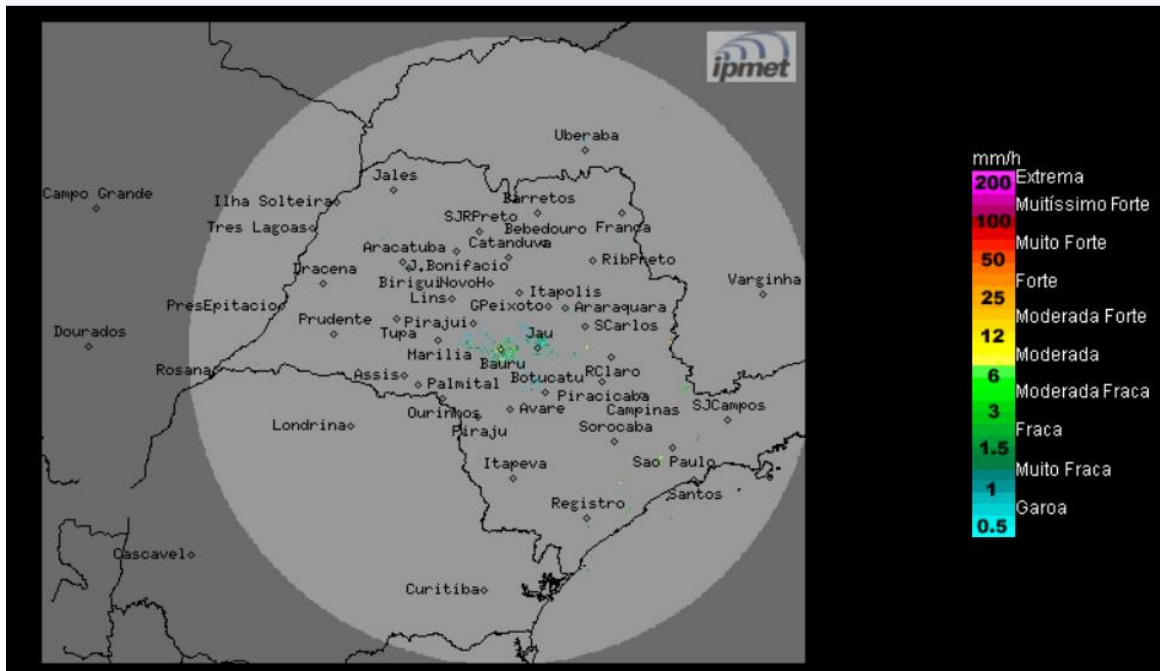 ipmet
Uberaba
Campo Grande
Jales
Ilha Solteira
Barretos
SJRPreto
Tres Lagoas
Bebedouro
Franca
Aracatuba
Catanduva
J.Bonifacio
RibPreto
Dracena
Varginha
Birigui
NovoH
Itapolis
Lins
PresEpitacio
GPeixoto
Araraquara
Prudente
Pirajui
SCarlos
Dourados
Tupa
Jau
Marilia
Bauru
RClaro
Rosana
Assis
Botucatu
Palmital
Piracicaba
SJCampos
Ourinhos
Avare
Campinas
Londrina
Piraju
Sorocaba
Itapeva
Sao Paulo
Santos
Registro
Cascavel
Curitiba
mm/h
200 Extrema
Muitíssimo Forte
100
Muito Forte
50
Forte
25
Moderada Forte
12
Moderada
6
Moderada Fraca
3
Fraca
1.5
Muito Fraca
1
Garoa
0.5